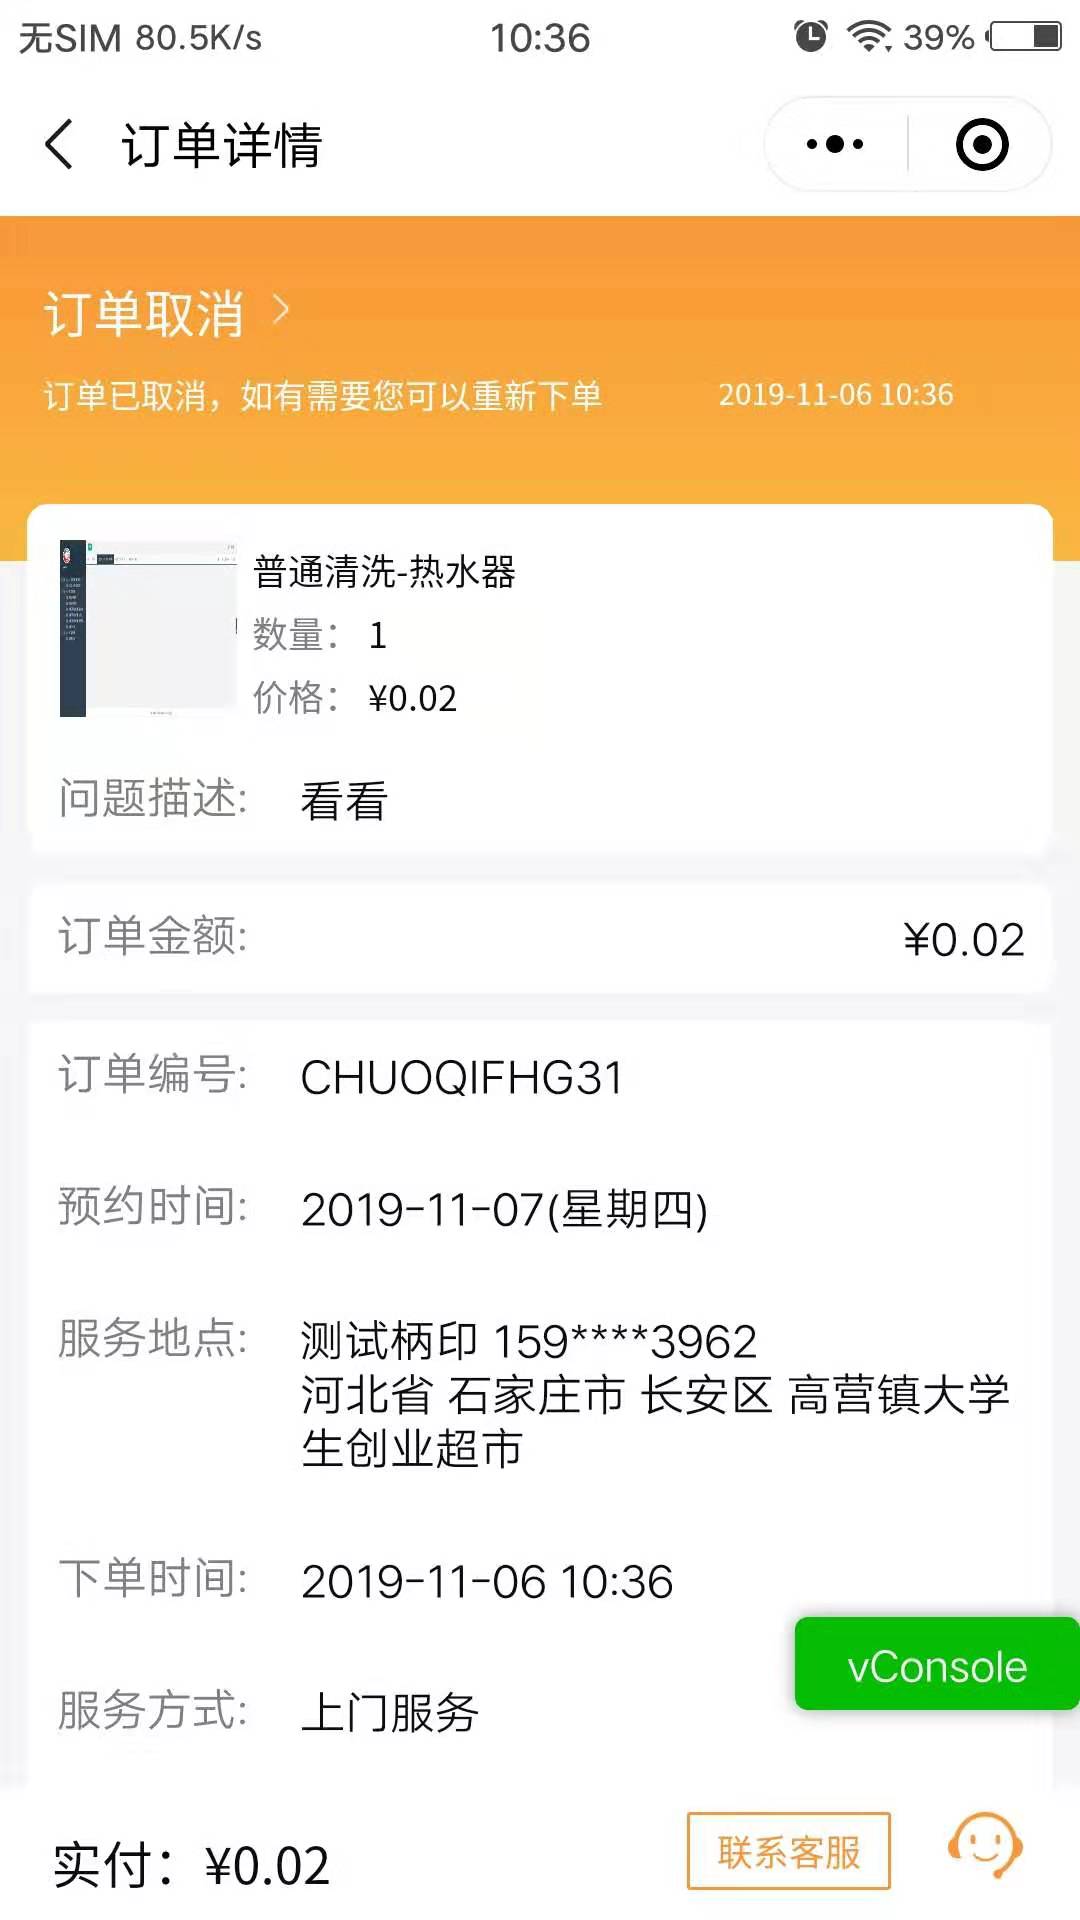 无SIM 80.5K/s 10:36 39%
订单详情
订单取消
订单已取消，如有需要您可以重新下单 2019-11-06 10:36
普通清洗-热水器
数量： 1
价格： ¥0.02
问题描述: 看看
订单金额: ¥0.02
订单编号: CHUOQIFHG31
预约时间: 2019-11-07(星期四)
服务地点: 测试柄印 159****3962
河北省 石家庄市 长安区 高营镇大学
生创业超市
下单时间: 2019-11-06 10:36
vConsole
服务方式: 上门服务
实付： ¥0.02 联系客服